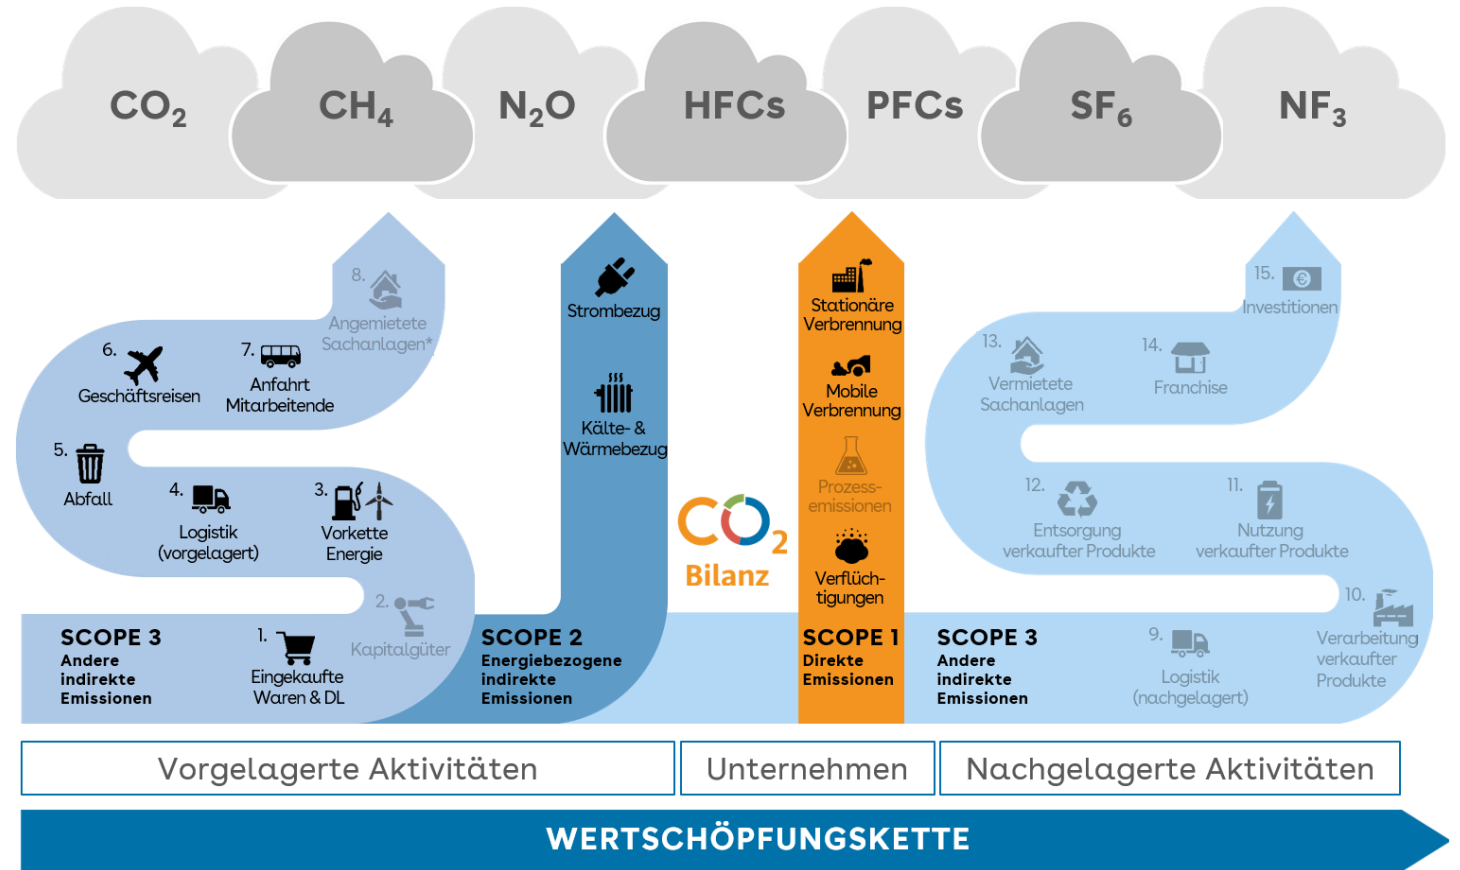 CO₂
CH₄
N₂O
HFCs
PFCs
SF₆
NF₃
8.
Angemietete
Sachanlagen*
6.
Geschäftsreisen
7.
Anfahrt
Mitarbeitende
5.
Abfall
4.
Logistik
(vorgelagert)
3.
Vorkette
Energie
2.
Kapitalgüter
1.
Eingekaufte
Waren & DL
SCOPE 3
Andere
indirekte
Emissionen
Strombezug
Kälte- &
Wärmebezug
SCOPE 2
Energiebezogene
indirekte
Emissionen
CO₂
Bilanz
Stationäre
Verbrennung
Mobile
Verbrennung
Prozess-
emissionen
Verflüch-
tigungen
SCOPE 1
Direkte
Emissionen
15.
Investitionen
13.
Vermietete
Sachanlagen
14.
Franchise
12.
Entsorgung
verkaufter Produkte
11.
Nutzung
verkaufter Produkte
10.
Verarbeitung
verkaufter
Produkte
9.
Logistik
(nachgelagert)
SCOPE 3
Andere
indirekte
Emissionen
Vorgelagerte Aktivitäten
Unternehmen
Nachgelagerte Aktivitäten
WERTSCHÖPFUNGSKETTE